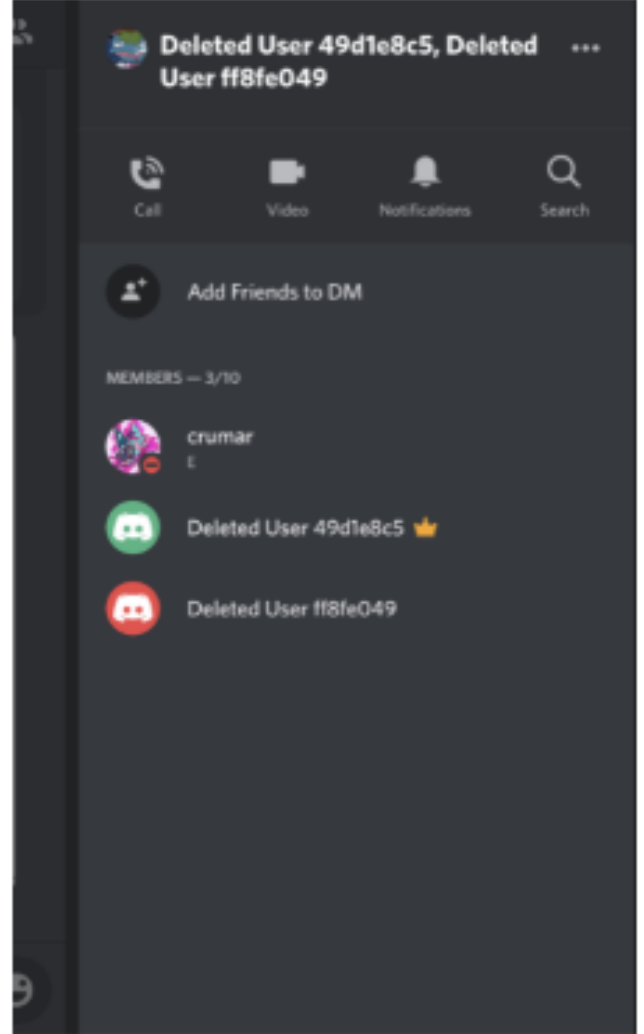 Deleted User 49d1e8c5, Deleted
User ff8fe049
Call
Video
Notifications
Search
Add Friends to DM
MEMBERS — 3/10
crumar
E
Deleted User 49d1e8c5
Deleted User ff8fe049